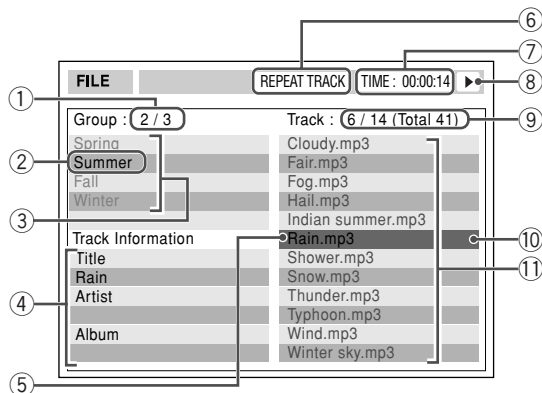 ⑥
⑦
FILE REPEAT TRACK TIME : 00:00:14 ⑧
①
Group : 2 / 3 Track : 6 / 14 (Total 41) ⑨
Spring Cloudy.mp3
② Summer Fair.mp3
Fall Fog.mp3
Winter Hail.mp3
③ Indian summer.mp3
Track Information Rain.mp3 ⑩
Title Shower.mp3 ⑪
Rain Snow.mp3
④ Artist Thunder.mp3
Typhoon.mp3
Album Wind.mp3
Winter sky.mp3
⑤